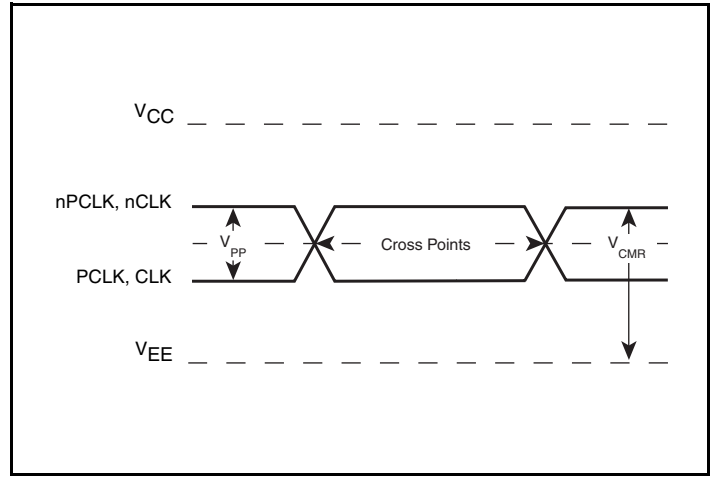 VCC
nPCLK, nCLK
VPP
Cross Points
VCMR
PCLK, CLK
VEE